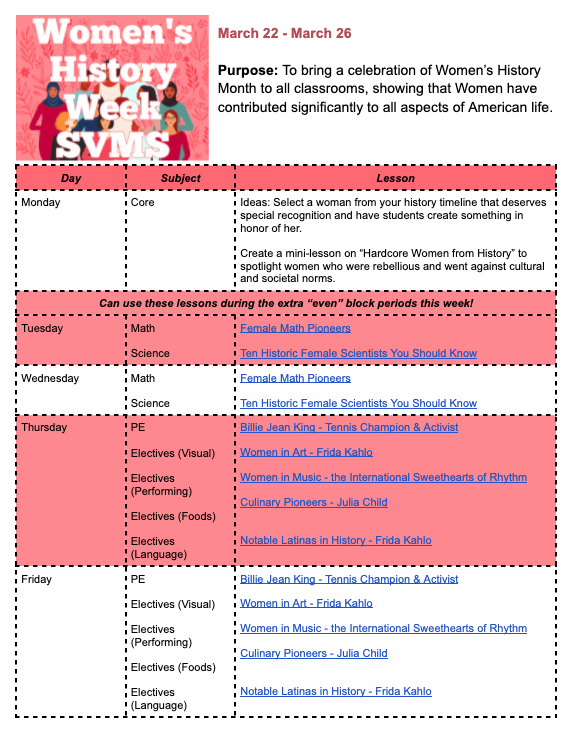 Women's
History
Week
SVMS
March 22 - March 26
Purpose: To bring a celebration of Women's History
Month to all classrooms, showing that Women have
contributed significantly to all aspects of American life.
Day Subject Lesson
Monday Core Ideas: Select a woman from your history timeline that deserves
special recognition and have students create something in
honor of her.
Create a mini-lesson on “Hardcore Women from History” to
spotlight women who were rebellious and went against cultural
and societal norms.
Can use these lessons during the extra “even” block periods this week!
Tuesday Math Female Math Pioneers
Science Ten Historic Female Scientists You Should Know
Wednesday Math Female Math Pioneers
Science Ten Historic Female Scientists You Should Know
Thursday PE Billie Jean King - Tennis Champion & Activist
Electives (Visual) Women in Art - Frida Kahlo
Electives Women in Music - the International Sweethearts of Rhythm
(Performing)
Culinary Pioneers - Julia Child
Electives (Foods)
Electives Notable Latinas in History - Frida Kahlo
(Language)
Friday PE Billie Jean King - Tennis Champion & Activist
Electives (Visual) Women in Art - Frida Kahlo
Electives Women in Music - the International Sweethearts of Rhythm
(Performing)
Culinary Pioneers - Julia Child
Electives (Foods)
Electives Notable Latinas in History - Frida Kahlo
(Language)